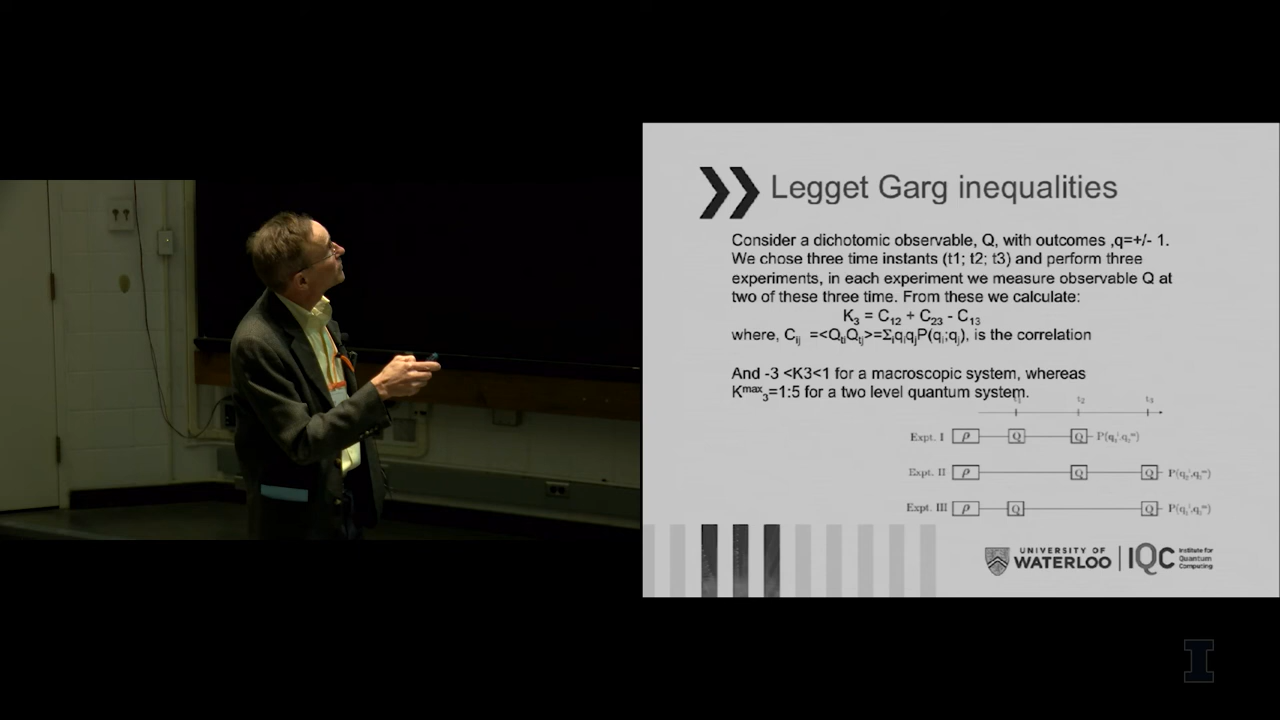 Legget Garg inequalities
Consider a dichotomic observable, Q, with outcomes ,q=+/- 1.
We chose three time instants (t1; t2; t3) and perform three
experiments, in each experiment we measure observable Q at
two of these three time. From these we calculate:
K₃ = C₁₂ + C₂₃ - C₁₃
where, Cᵢⱼ =<QₜᵢQₜⱼ>=ΣᵢqᵢqⱼP(qᵢ;qⱼ), is the correlation
And -3 <K3<1 for a macroscopic system, whereas
Kᵐᵃˣ₃=1:5 for a two level quantum system.
t₁ t₂ t₃
Expt. I ρ Q Q
Expt. II ρ Q Q
Expt. III ρ Q Q
UNIVERSITY OF
WATERLOO
IQC
Institute for
Quantum
Computing
I